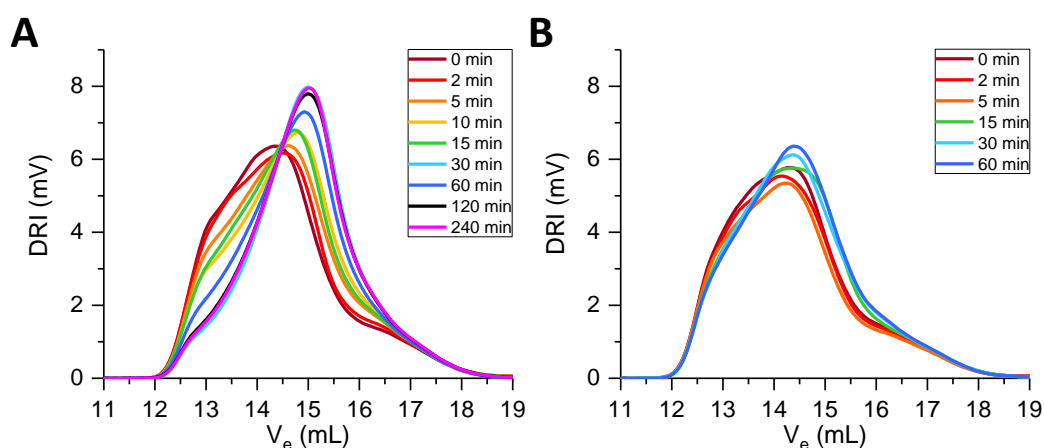 A
DRI (mV)
8
6
4
2
0
11 12 13 14 15 16 17 18 19
V_e (mL)
0 min
2 min
5 min
10 min
15 min
30 min
60 min
120 min
240 min
B
DRI (mV)
8
6
4
2
0
11 12 13 14 15 16 17 18 19
V_e (mL)
0 min
2 min
5 min
15 min
30 min
60 min